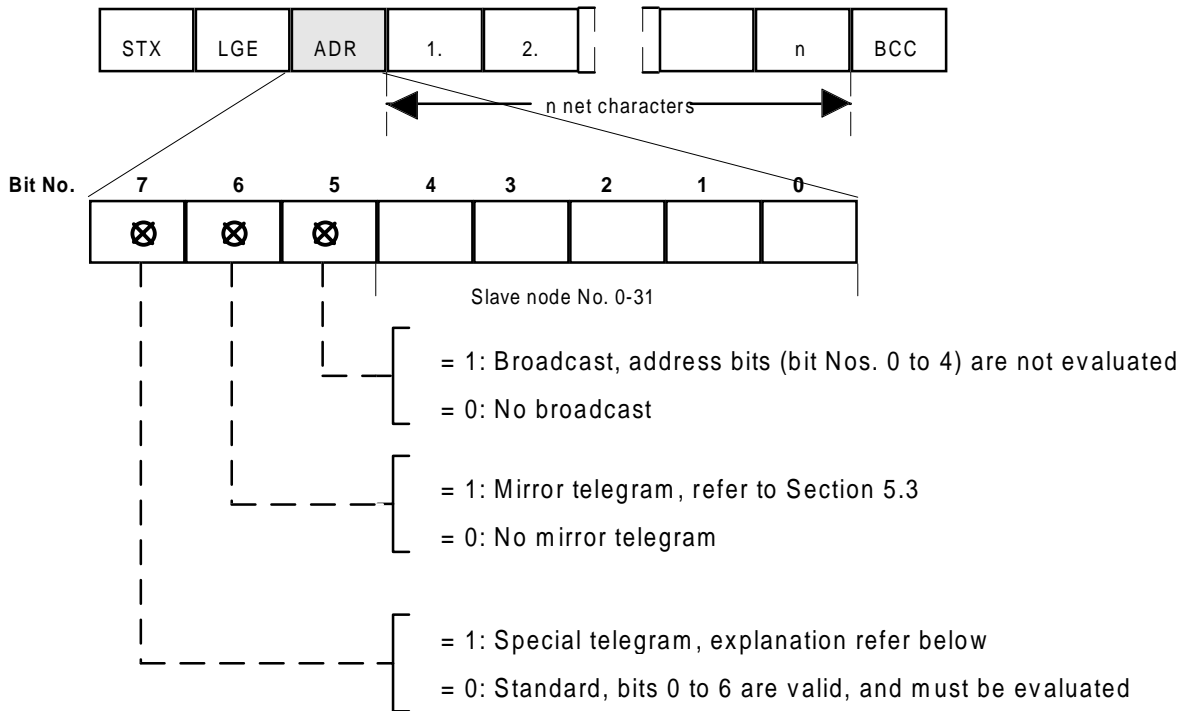 STX LGE ADR 1. 2. n BCC
n net characters
Bit No. 7 6 5 4 3 2 1 0
Slave node No. 0-31
= 1: Broadcast, address bits (bit Nos. 0 to 4) are not evaluated
= 0: No broadcast
= 1: Mirror telegram, refer to Section 5.3
= 0: No mirror telegram
= 1: Special telegram, explanation refer below
= 0: Standard, bits 0 to 6 are valid, and must be evaluated